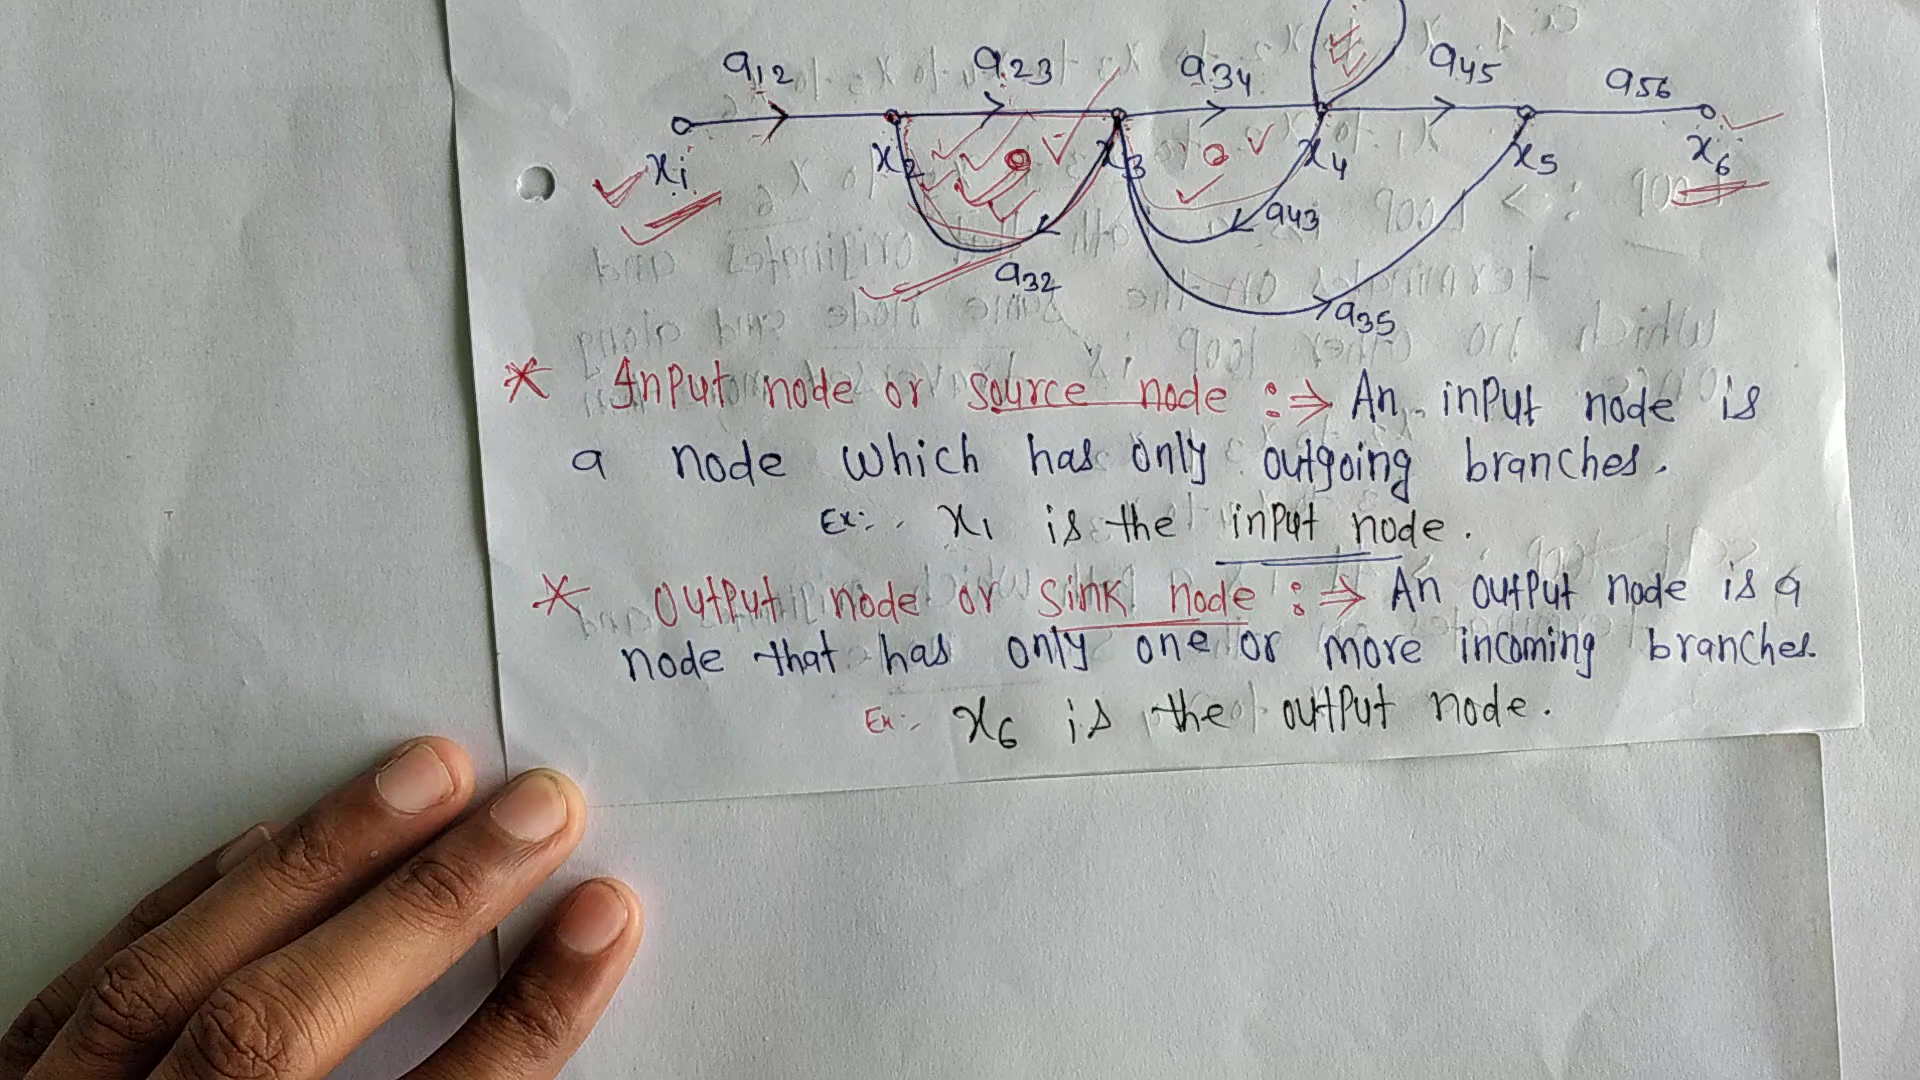 a12 a23 a34 a45 a56
xi x2 x3 x4 x5 x6
a43
a32
a35
* Input node or source node :⇒ An input node is
a node which has only outgoing branches.
Ex:- x1 is the input node.
* Output node or sink node :⇒ An output node is a
node that has only one or more incoming branches.
Ex:- x6 is the output node.